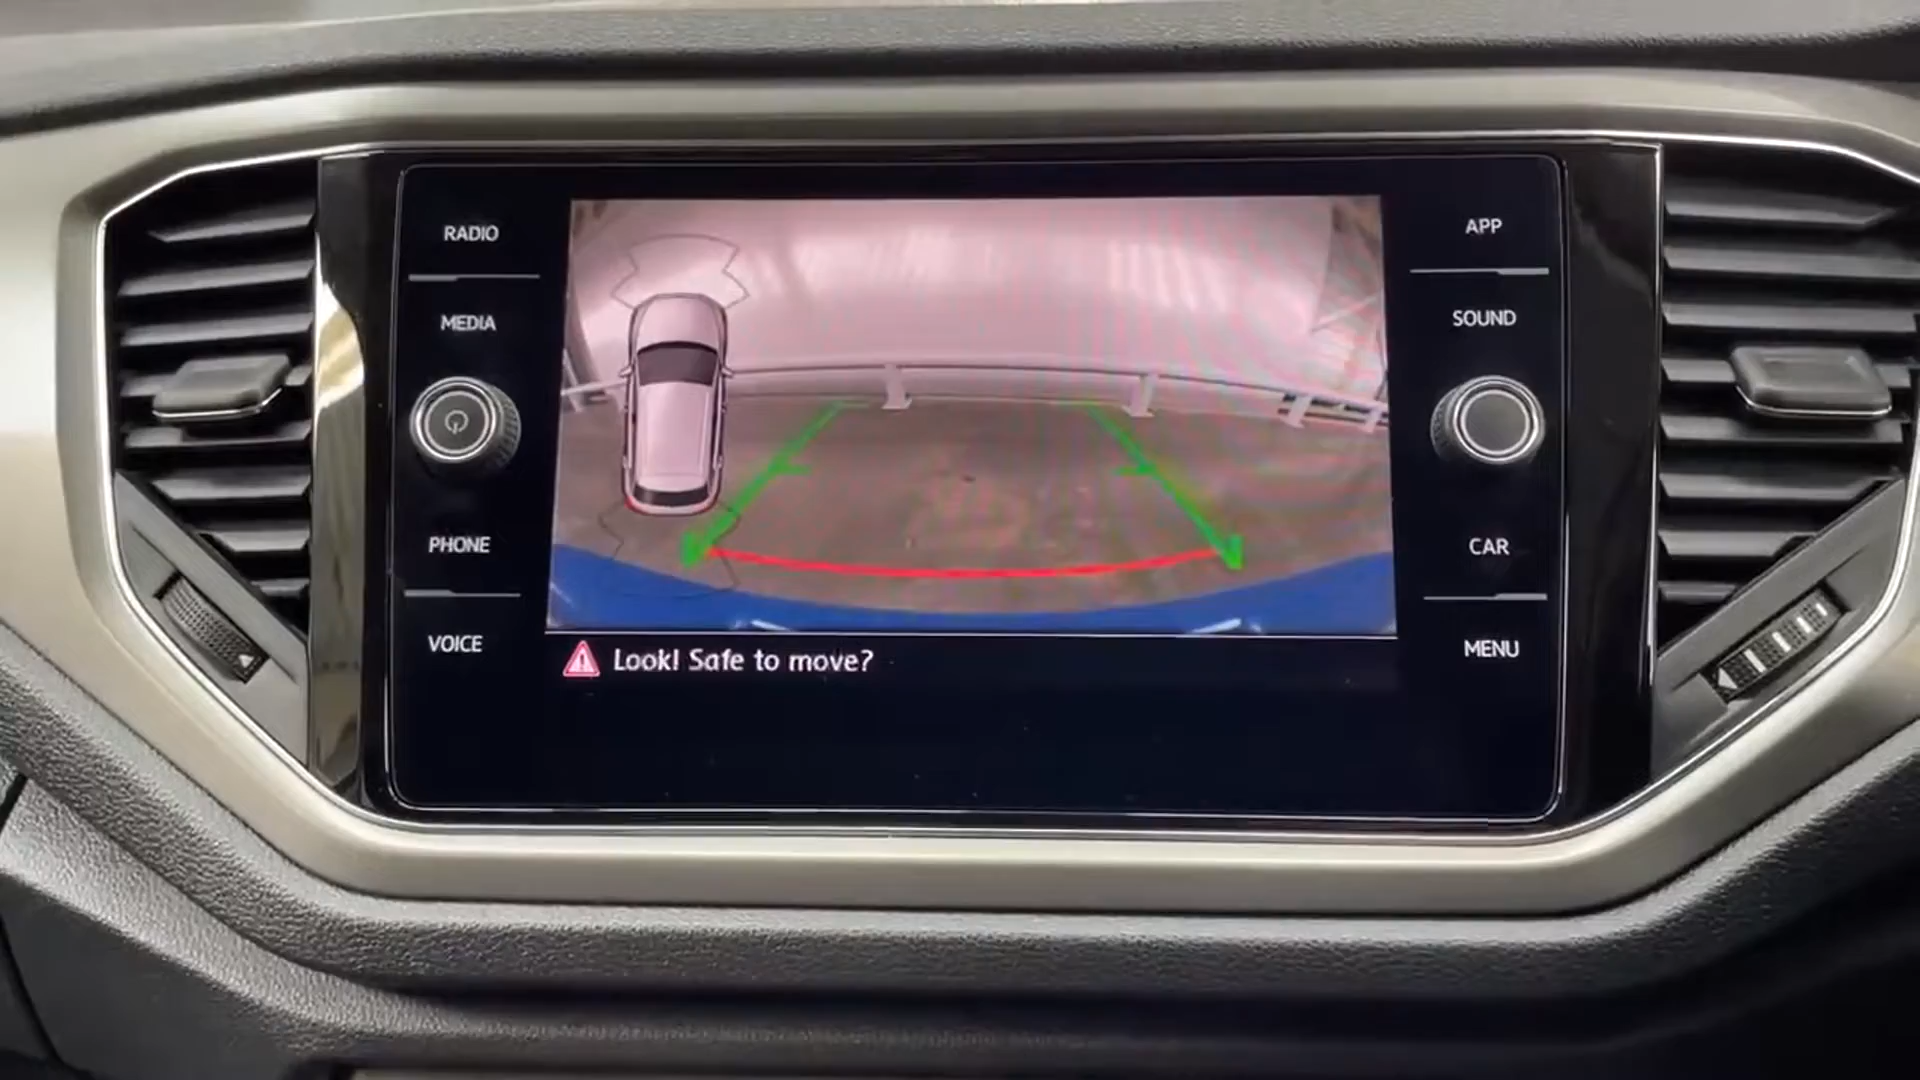 RADIO
MEDIA
PHONE
VOICE
APP
SOUND
CAR
MENU
Look! Safe to move?